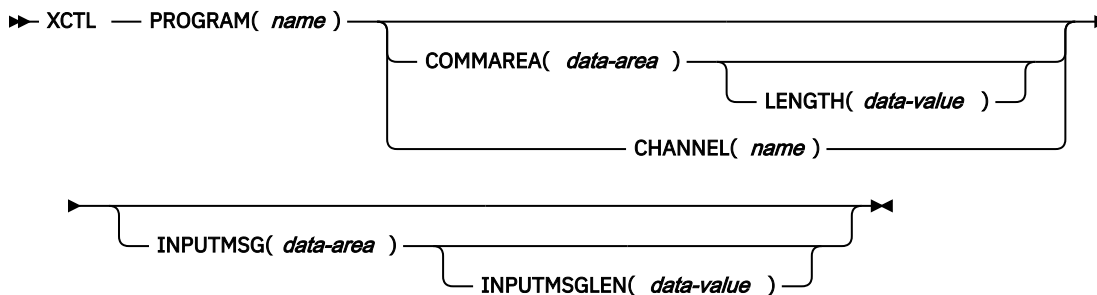 XCTL PROGRAM( name )
COMMAREA( data-area )
LENGTH( data-value )
CHANNEL( name )
INPUTMSG( data-area )
INPUTMSGLEN( data-value )